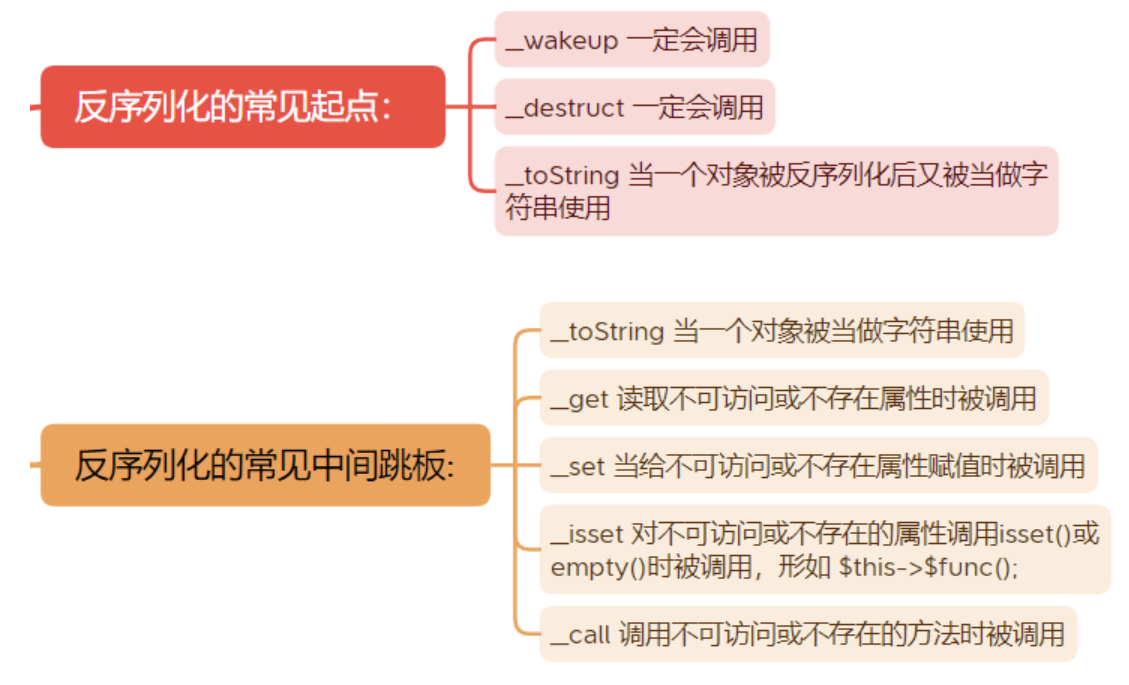 反序列化的常见起点：
__wakeup 一定会调用
__destruct 一定会调用
__toString 当一个对象被反序列化后又被当做字
符串使用
反序列化的常见中间跳板:
__toString 当一个对象被当做字符串使用
__get 读取不可访问或不存在属性时被调用
__set 当给不可访问或不存在属性赋值时被调用
__isset 对不可访问或不存在的属性调用isset()或
empty()时被调用，形如 $this->$func();
__call 调用不可访问或不存在的方法时被调用